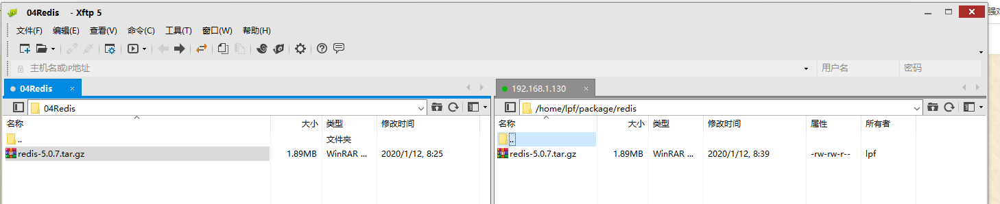 04Redis - Xftp 5
强对
文件(F) 编辑(E) 查看(V) 命令(C) 工具(T) 窗口(W) 帮助(H)
主机名或IP地址 用户名 密码
04Redis × 192.168.1.130 ×
04Redis /home/lpf/package/redis
名称 大小 类型 修改时间 名称 大小 类型 修改时间 属性 所有者
.. 文件夹 ..
redis-5.0.7.tar.gz 1.89MB WinRAR ... 2020/1/12, 8:25 redis-5.0.7.tar.gz 1.89MB WinRAR ... 2020/1/12, 8:39 -rw-rw-r-- lpf